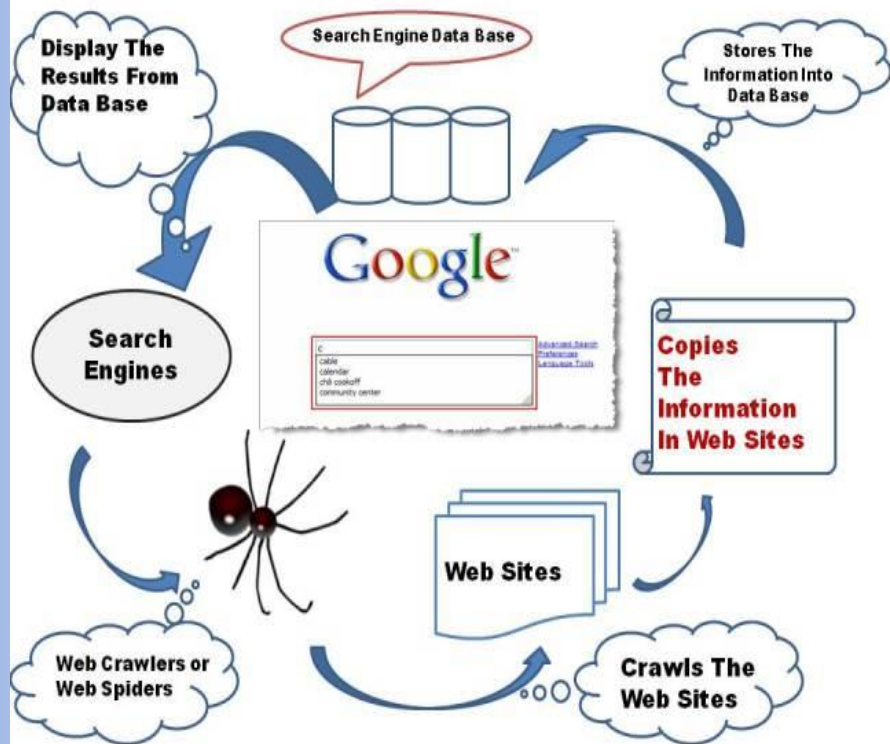 Display The
Results From
Data Base
Search Engine Data Base
Stores The
Information Into
Data Base
Google™
c
cable
calendar
chili cookoff
community center
Advanced Search
Preferences
Language Tools
Search
Engines
Copies
The
Information
In Web Sites
Web Sites
Web Crawlers or
Web Spiders
Crawls The
Web Sites